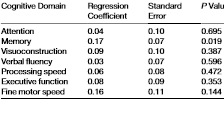 Cognitive Domain Regression Coefficient Standard Error P Value
Attention 0.04 0.10 0.695
Memory 0.17 0.07 0.019
Visuoconstruction 0.09 0.10 0.387
Verbal fluency 0.03 0.07 0.596
Processing speed 0.06 0.08 0.472
Executive function 0.08 0.09 0.353
Fine motor speed 0.16 0.11 0.144